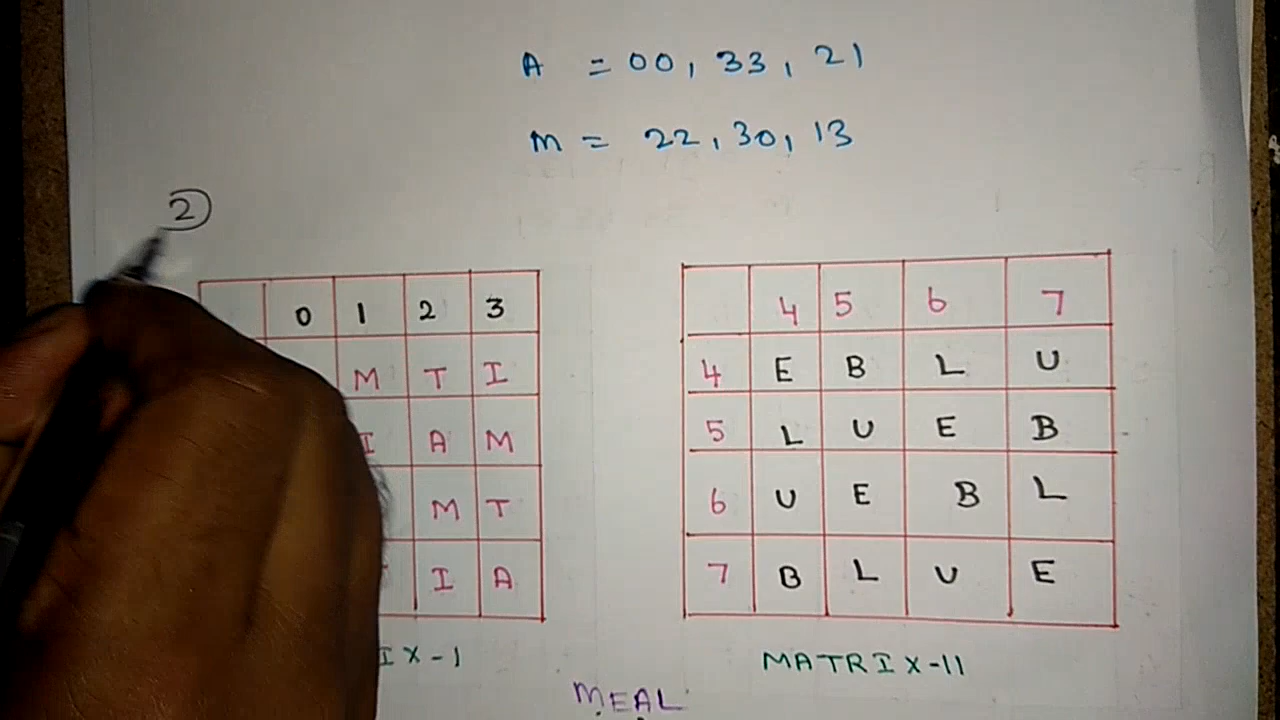 A = 00, 33, 21
M = 22, 30, 13
2
0 1 2 3
M T I
I A M
M T
I A
IX-1
4 5 6 7
4 E B L U
5 L U E B
6 U E B L
7 B L U E
MATRIX-II
MEAL